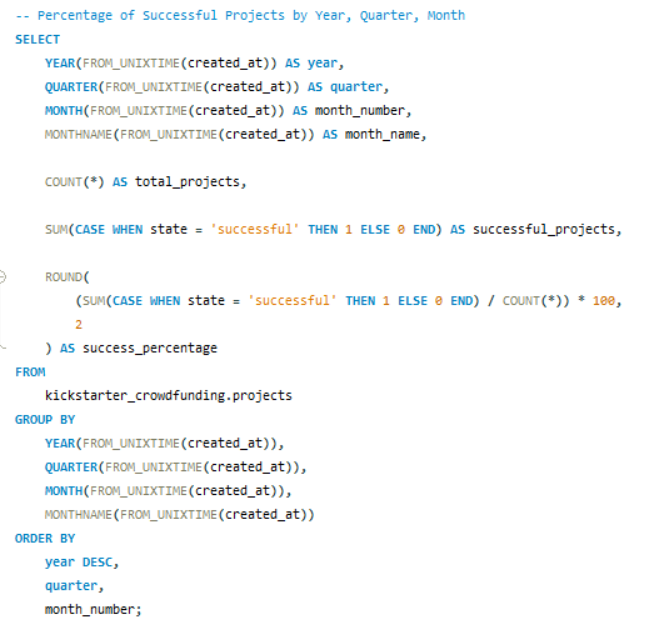 -- Percentage of Successful Projects by Year, Quarter, Month
SELECT
YEAR(FROM_UNIXTIME(created_at)) AS year,
QUARTER(FROM_UNIXTIME(created_at)) AS quarter,
MONTH(FROM_UNIXTIME(created_at)) AS month_number,
MONTHNAME(FROM_UNIXTIME(created_at)) AS month_name,
COUNT(*) AS total_projects,
SUM(CASE WHEN state = 'successful' THEN 1 ELSE 0 END) AS successful_projects,
ROUND(
(SUM(CASE WHEN state = 'successful' THEN 1 ELSE 0 END) / COUNT(*)) * 100,
2
) AS success_percentage
FROM
kickstarter_crowdfunding.projects
GROUP BY
YEAR(FROM_UNIXTIME(created_at)),
QUARTER(FROM_UNIXTIME(created_at)),
MONTH(FROM_UNIXTIME(created_at)),
MONTHNAME(FROM_UNIXTIME(created_at))
ORDER BY
year DESC,
quarter,
month_number;